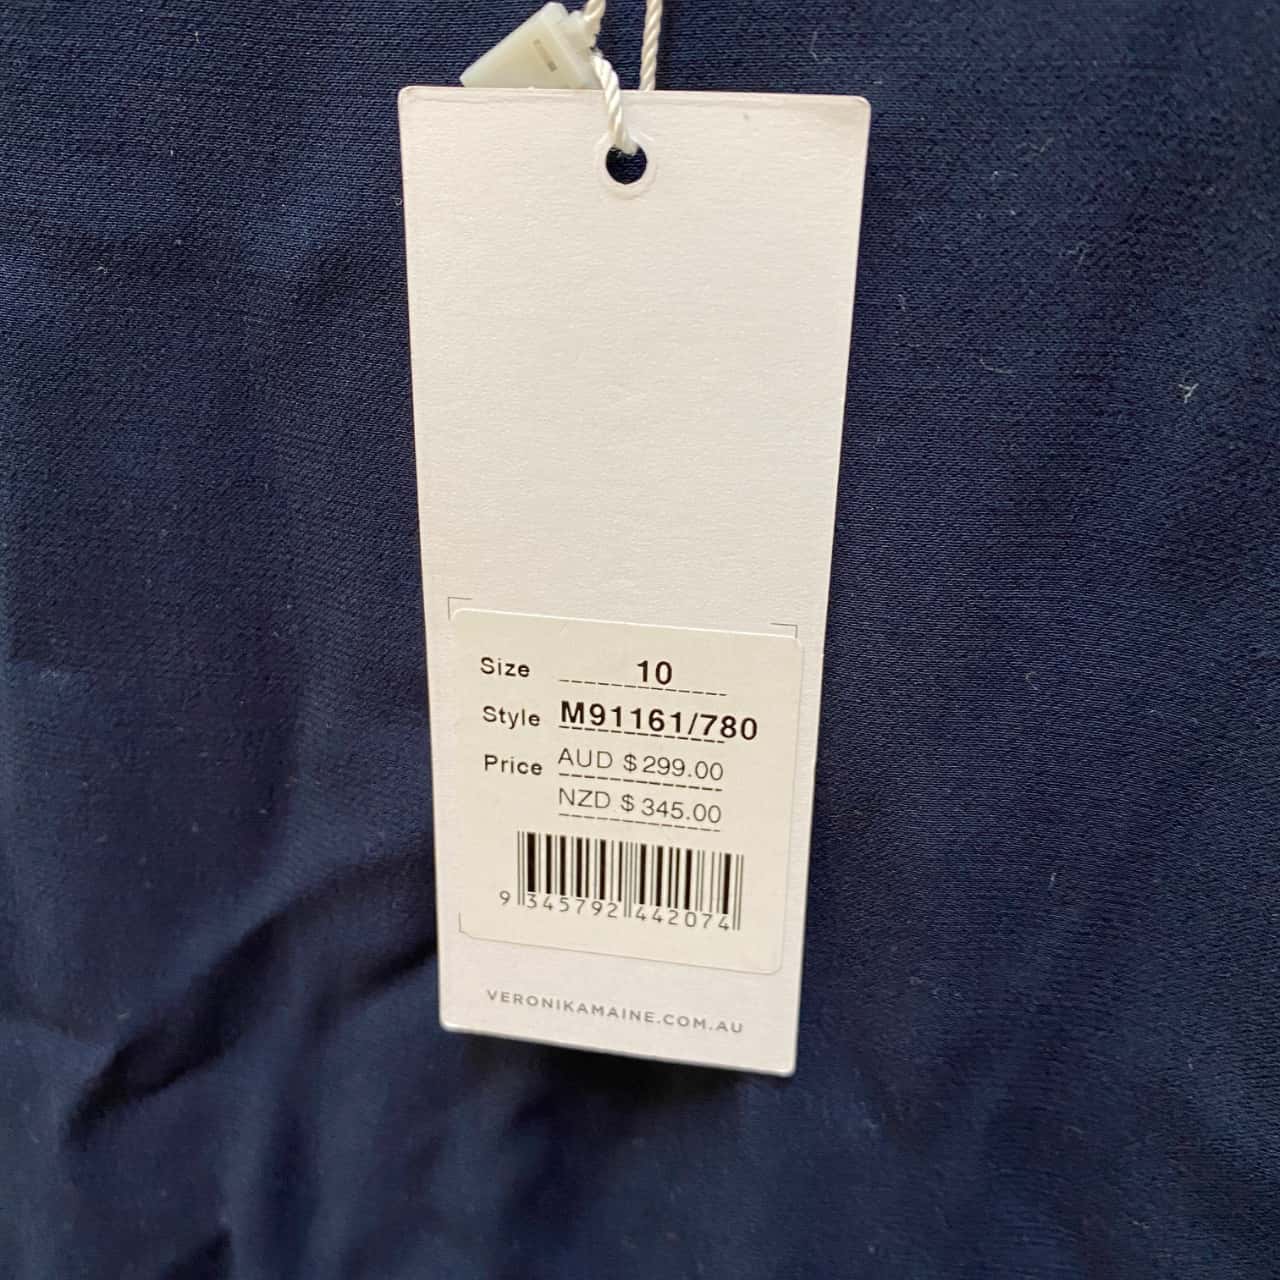 Size 10
Style M91161/780
Price AUD $299.00
NZD $345.00
9 345792 442074
VERONIKAMAINE.COM.AU